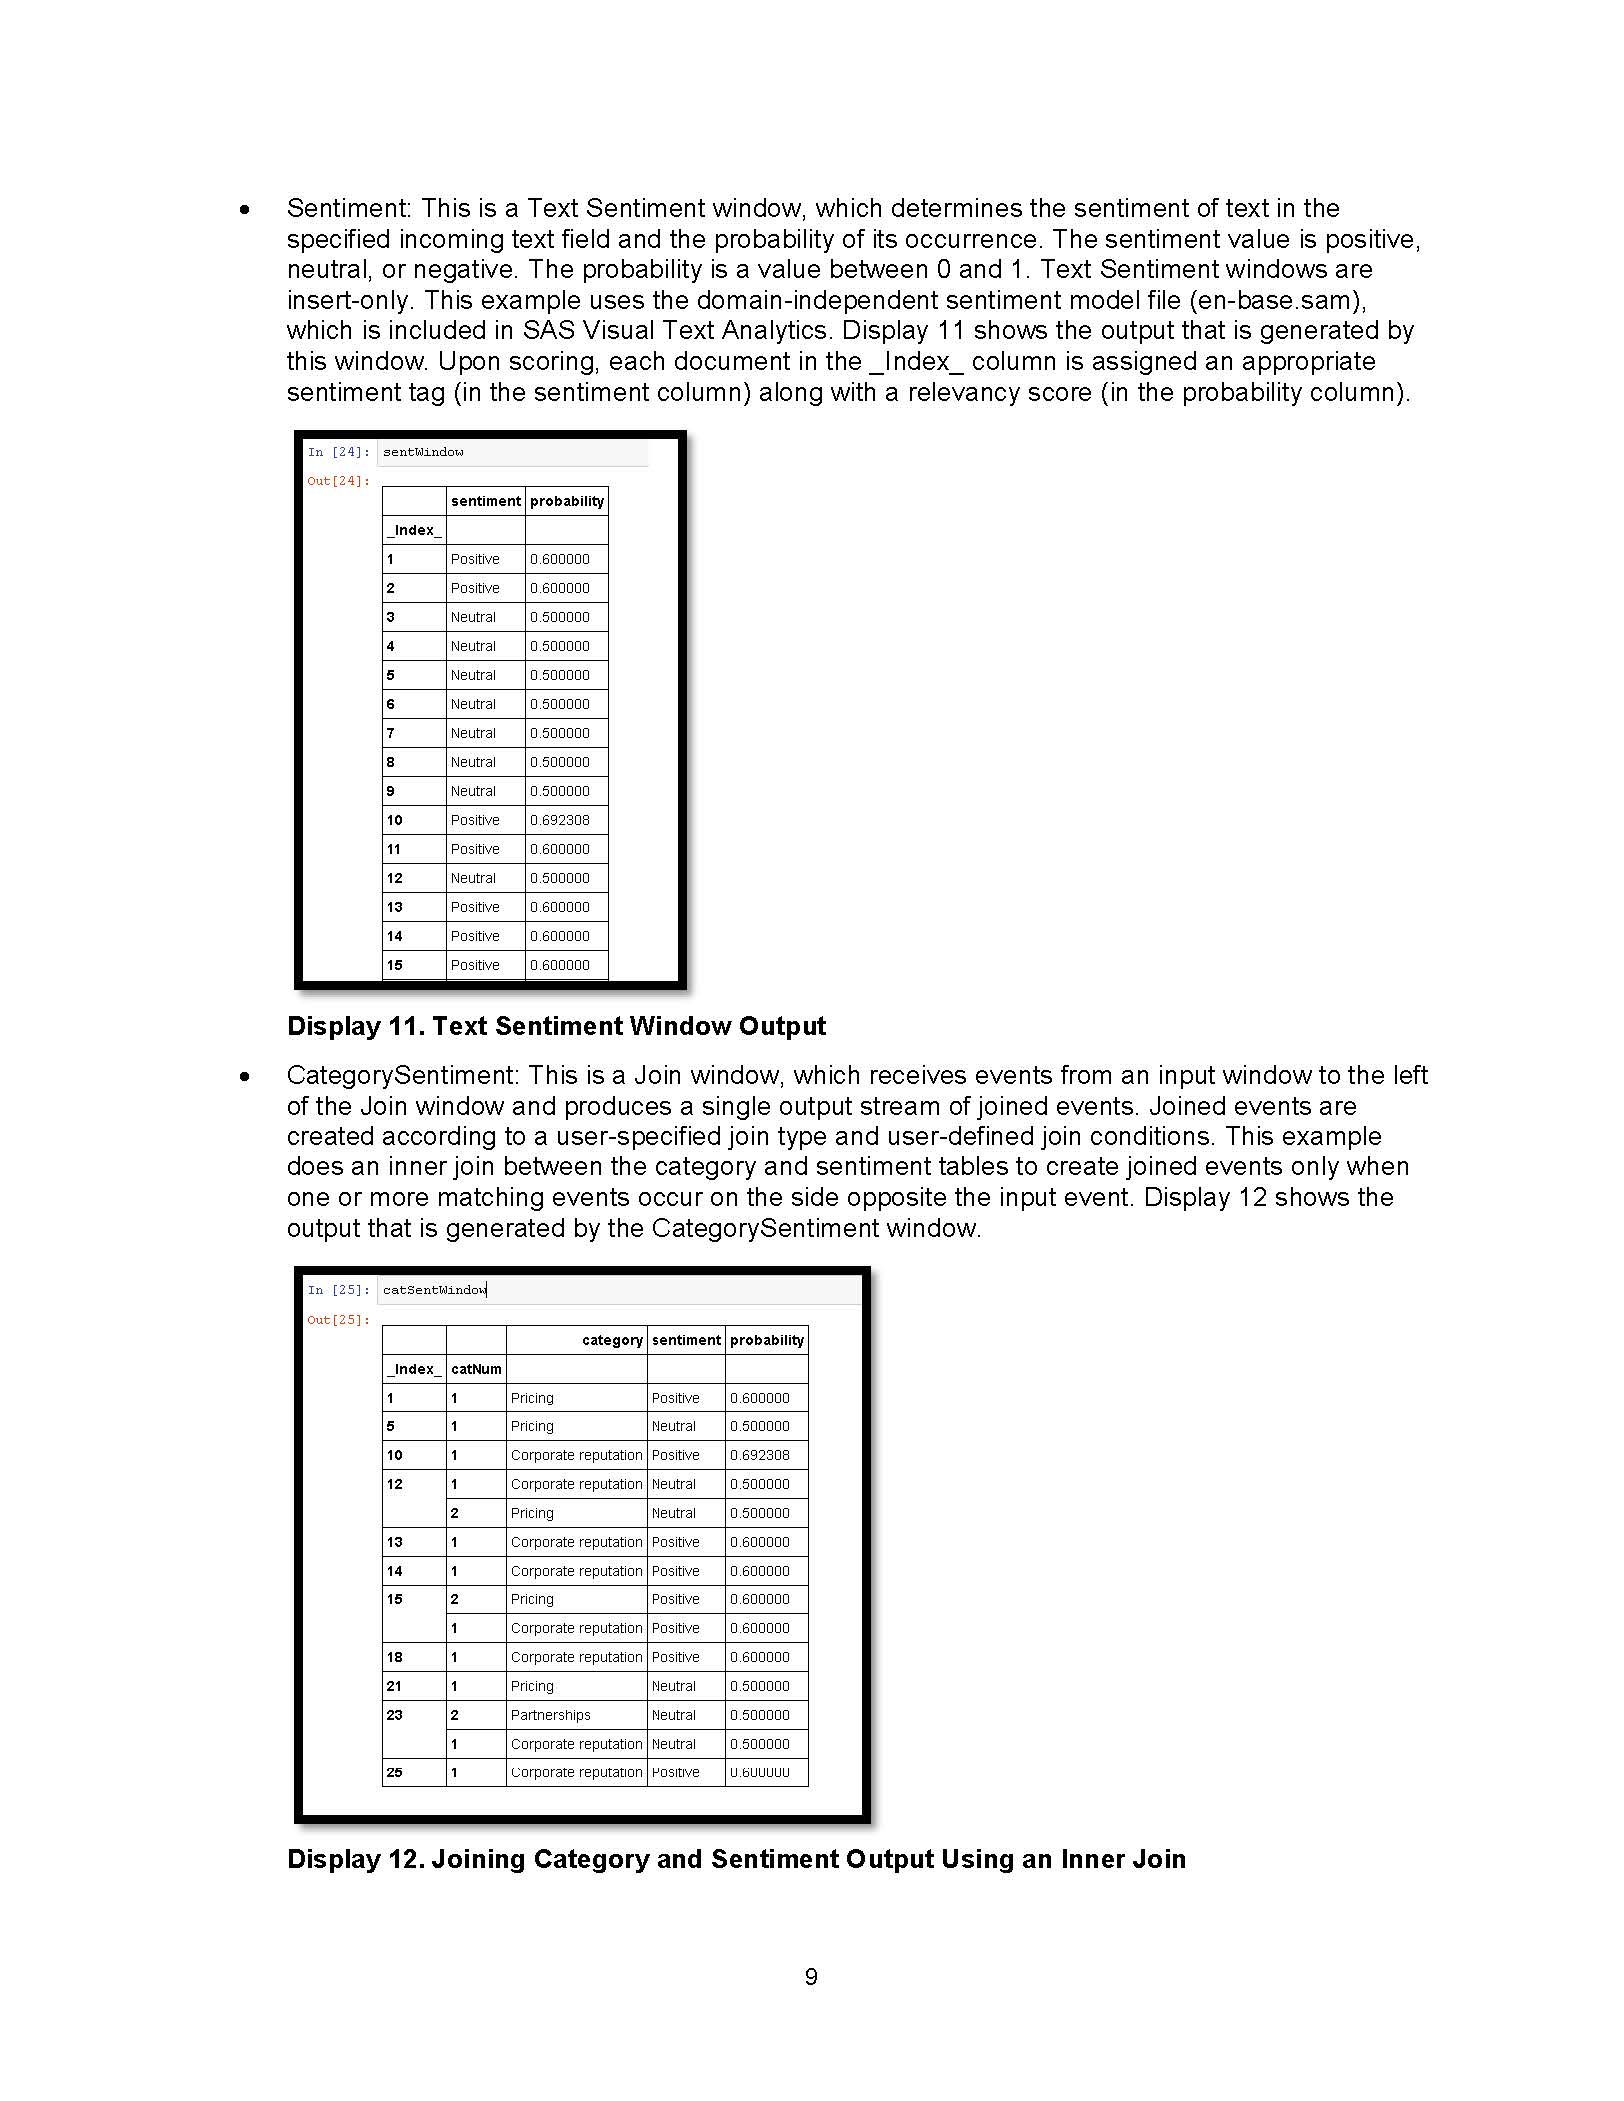 • Sentiment: This is a Text Sentiment window, which determines the sentiment of text in the
specified incoming text field and the probability of its occurrence. The sentiment value is positive,
neutral, or negative. The probability is a value between 0 and 1. Text Sentiment windows are
insert-only. This example uses the domain-independent sentiment model file (en-base.sam),
which is included in SAS Visual Text Analytics. Display 11 shows the output that is generated by
this window. Upon scoring, each document in the _Index_ column is assigned an appropriate
sentiment tag (in the sentiment column) along with a relevancy score (in the probability column).
In [24]: sentWindow
Out[24]:
sentiment probability
_Index_
1 Positive 0.600000
2 Positive 0.600000
3 Neutral 0.500000
4 Neutral 0.500000
5 Neutral 0.500000
6 Neutral 0.500000
7 Neutral 0.500000
8 Neutral 0.500000
9 Neutral 0.500000
10 Positive 0.692308
11 Positive 0.600000
12 Neutral 0.500000
13 Positive 0.600000
14 Positive 0.600000
15 Positive 0.600000
Display 11. Text Sentiment Window Output
• CategorySentiment: This is a Join window, which receives events from an input window to the left
of the Join window and produces a single output stream of joined events. Joined events are
created according to a user-specified join type and user-defined join conditions. This example
does an inner join between the category and sentiment tables to create joined events only when
one or more matching events occur on the side opposite the input event. Display 12 shows the
output that is generated by the CategorySentiment window.
In [25]: catSentWindow
Out[25]:
category sentiment probability
_Index_ catNum
1 1 Pricing Positive 0.600000
5 1 Pricing Neutral 0.500000
10 1 Corporate reputation Positive 0.692308
12 1 Corporate reputation Neutral 0.500000
2 Pricing Neutral 0.500000
13 1 Corporate reputation Positive 0.600000
14 1 Corporate reputation Positive 0.600000
15 2 Pricing Positive 0.600000
1 Corporate reputation Positive 0.600000
18 1 Corporate reputation Positive 0.600000
21 1 Pricing Neutral 0.500000
23 2 Partnerships Neutral 0.500000
1 Corporate reputation Neutral 0.500000
25 1 Corporate reputation Positive 0.600000
Display 12. Joining Category and Sentiment Output Using an Inner Join
9